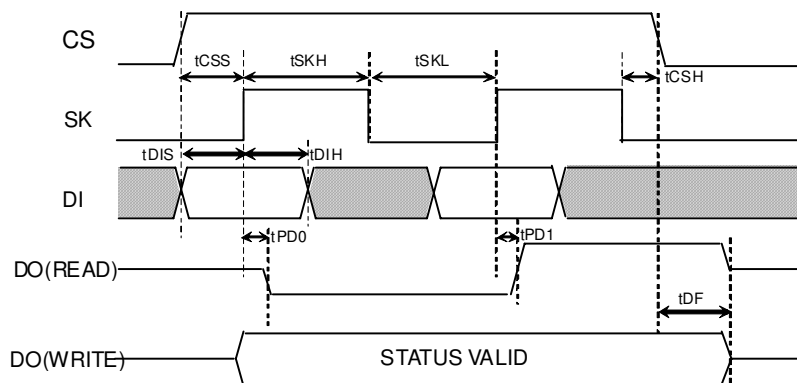 CS
tCSS tSKH tSKL tCSH
SK
tDIS tDIH
DI
tPD0 tPD1
DO(READ)
tDF
DO(WRITE) STATUS VALID